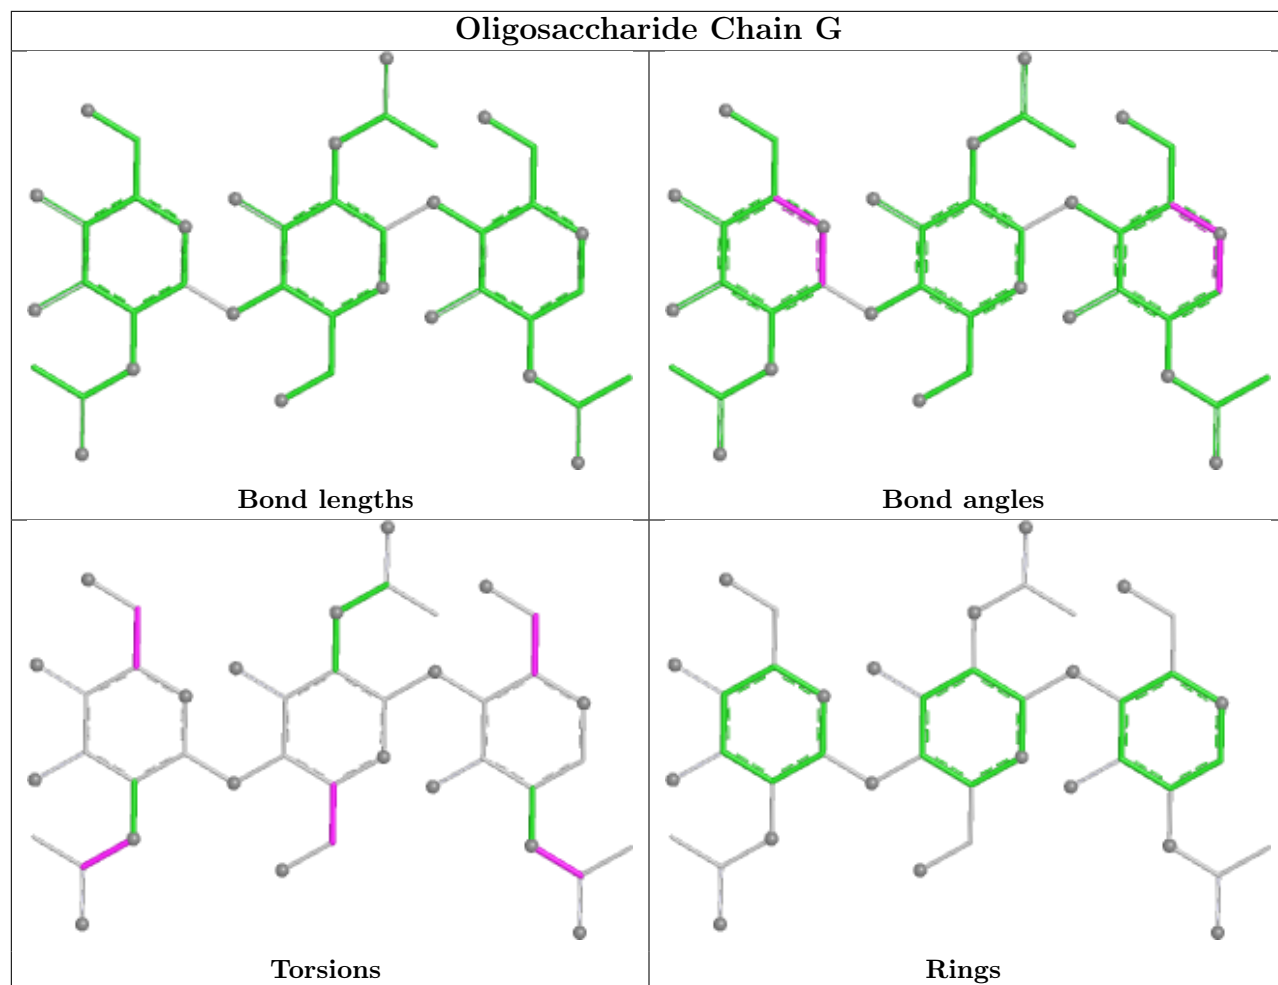 Oligosaccharide Chain G
Bond lengths
Bond angles
Torsions
Rings